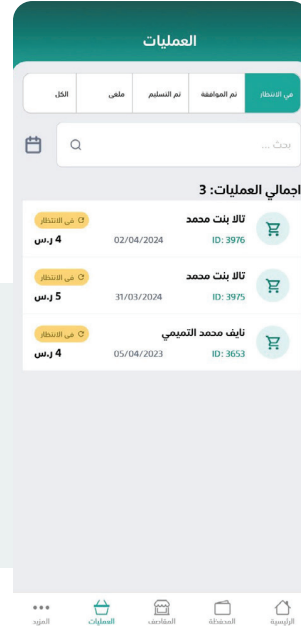 العمليات
في الانتظار تم الموافقة تم التسليم ملغى الكل
بحث ...
اجمالي العمليات: 3
تالا بنت محمد في الانتظار
ID: 3976 02/04/2024 4 ر.س
تالا بنت محمد في الانتظار
ID: 3975 31/03/2024 5 ر.س
نايف محمد التميمي في الانتظار
ID: 3653 05/04/2023 4 ر.س
الرئيسية المحفظة المقاصف العمليات المزيد